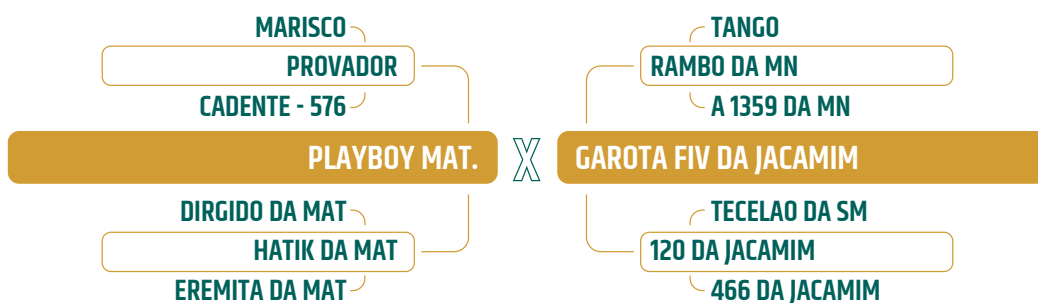 MARISCO
PROVADOR
CADENTE - 576
PLAYBOY MAT.
DIRGIDO DA MAT
HATIK DA MAT
EREMITA DA MAT
X
TANGO
RAMBO DA MN
A 1359 DA MN
GAROTA FIV DA JACAMIM
TECELAO DA SM
120 DA JACAMIM
466 DA JACAMIM